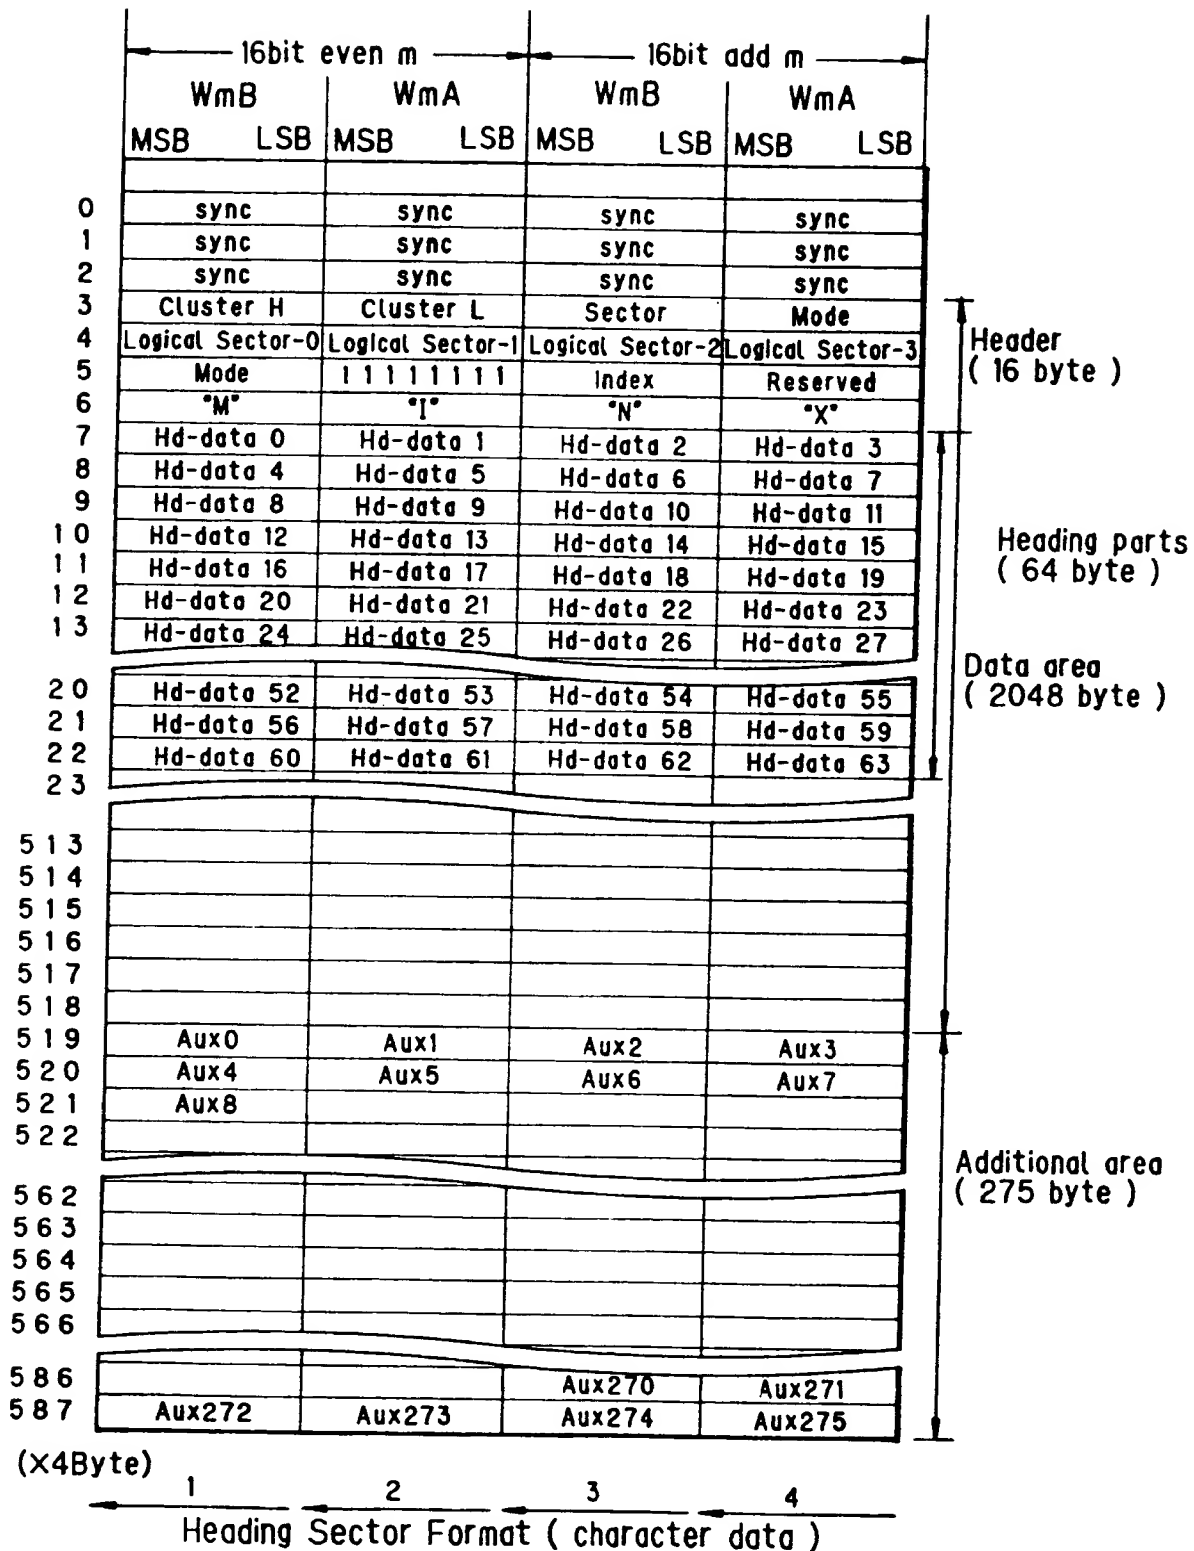 16bit even m 16bit add m
WmB WmA WmB WmA
MSB LSB MSB LSB MSB LSB MSB LSB
0 sync sync sync sync
1 sync sync sync sync
2 sync sync sync sync
3 Cluster H Cluster L Sector Mode
4 Logical Sector-0 Logical Sector-1 Logical Sector-2 Logical Sector-3
Header
( 16 byte )
5 Mode 1 1 1 1 1 1 1 1 Index Reserved
6 "M" "I" "N" "X"
7 Hd-data 0 Hd-data 1 Hd-data 2 Hd-data 3
8 Hd-data 4 Hd-data 5 Hd-data 6 Hd-data 7
9 Hd-data 8 Hd-data 9 Hd-data 10 Hd-data 11
10 Hd-data 12 Hd-data 13 Hd-data 14 Hd-data 15
Heading parts
( 64 byte )
11 Hd-data 16 Hd-data 17 Hd-data 18 Hd-data 19
12 Hd-data 20 Hd-data 21 Hd-data 22 Hd-data 23
13 Hd-data 24 Hd-data 25 Hd-data 26 Hd-data 27
Data area
( 2048 byte )
20 Hd-data 52 Hd-data 53 Hd-data 54 Hd-data 55
21 Hd-data 56 Hd-data 57 Hd-data 58 Hd-data 59
22 Hd-data 60 Hd-data 61 Hd-data 62 Hd-data 63
23
513
514
515
516
517
518
519 Aux0 Aux1 Aux2 Aux3
520 Aux4 Aux5 Aux6 Aux7
521 Aux8
522
Additional area
( 275 byte )
562
563
564
565
566
586 Aux270 Aux271
587 Aux272 Aux273 Aux274 Aux275
(×4Byte)
1 2 3 4
Heading Sector Format ( character data )